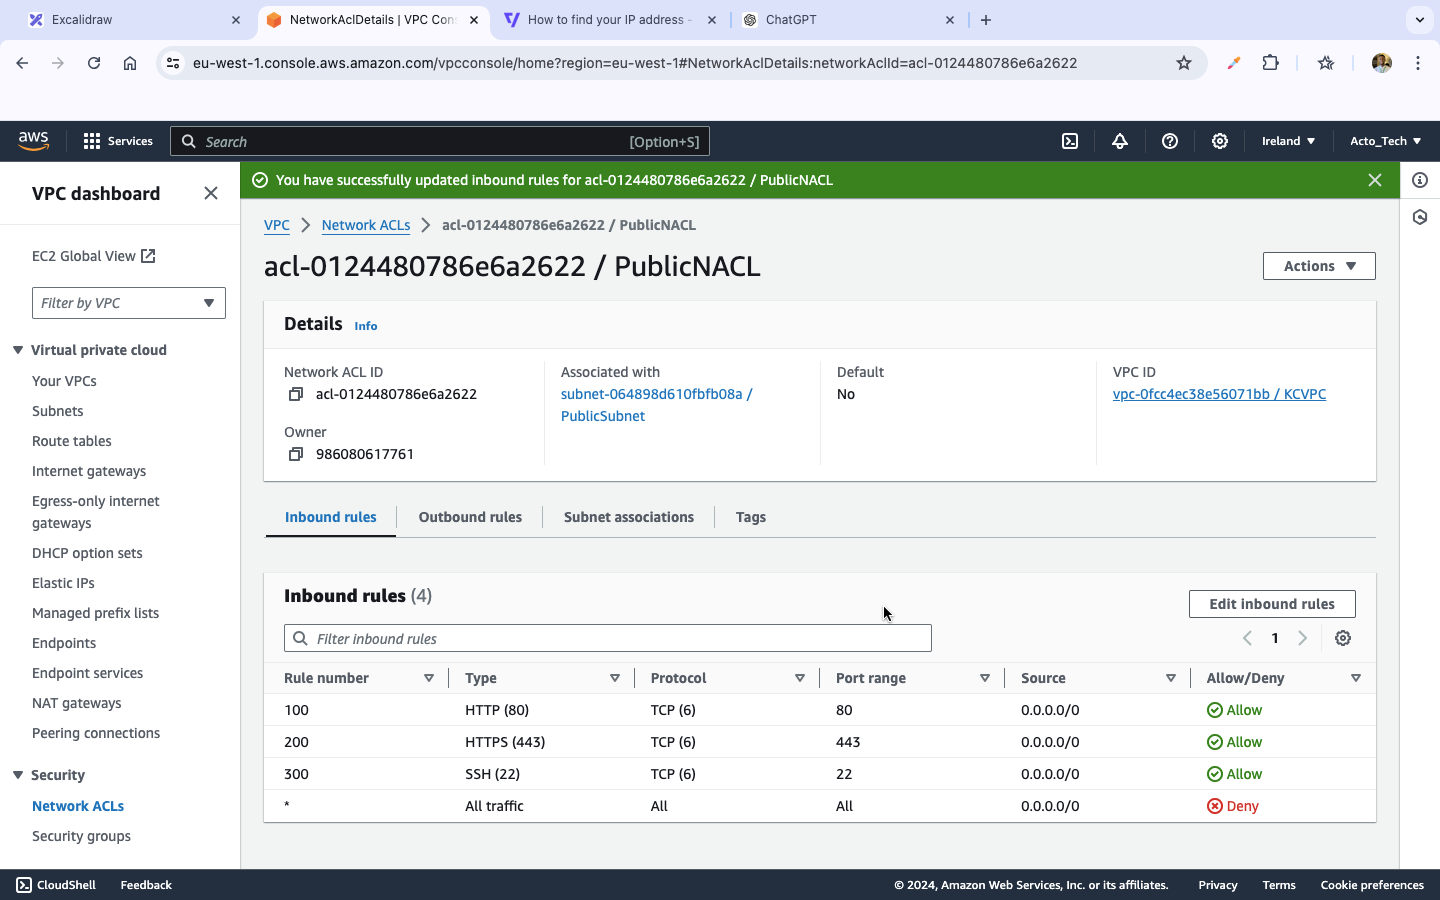 Excalidraw
NetworkAclDetails | VPC Con
How to find your IP address -
ChatGPT
eu-west-1.console.aws.amazon.com/vpcconsole/home?region=eu-west-1#NetworkAclDetails:networkAclId=acl-0124480786e6a2622
aws
Services
Search
[Option+S]
Ireland
Acto_Tech
VPC dashboard
EC2 Global View
Filter by VPC
Virtual private cloud
Your VPCs
Subnets
Route tables
Internet gateways
Egress-only internet
gateways
DHCP option sets
Elastic IPs
Managed prefix lists
Endpoints
Endpoint services
NAT gateways
Peering connections
Security
Network ACLs
Security groups
You have successfully updated inbound rules for acl-0124480786e6a2622 / PublicNACL
VPC > Network ACLs > acl-0124480786e6a2622 / PublicNACL
acl-0124480786e6a2622 / PublicNACL
Actions
Details Info
Network ACL ID
acl-0124480786e6a2622
Owner
986080617761
Associated with
subnet-064898d610fbfb08a /
PublicSubnet
Default
No
VPC ID
vpc-0fcc4ec38e56071bb / KCVPC
Inbound rules
Outbound rules
Subnet associations
Tags
Inbound rules (4)
Edit inbound rules
Filter inbound rules
1
Rule number Type Protocol Port range Source Allow/Deny
100 HTTP (80) TCP (6) 80 0.0.0.0/0 Allow
200 HTTPS (443) TCP (6) 443 0.0.0.0/0 Allow
300 SSH (22) TCP (6) 22 0.0.0.0/0 Allow
* All traffic All All 0.0.0.0/0 Deny
CloudShell
Feedback
© 2024, Amazon Web Services, Inc. or its affiliates.
Privacy
Terms
Cookie preferences